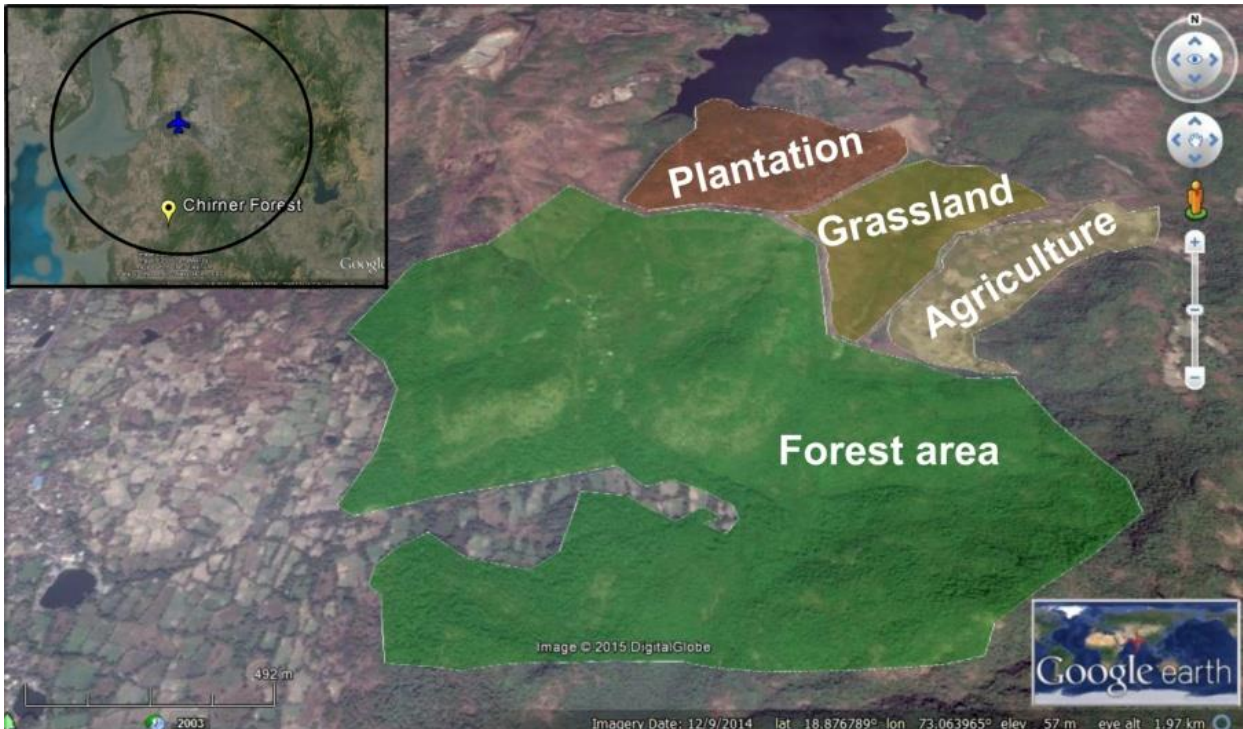 Chirner Forest
Google
N
Plantation
Grassland
Agriculture
Forest area
Image © 2015 DigitalGlobe
Google earth
492 m
2003
Imagery Date: 12/9/2014 lat 18.876789° lon 73.063965° elev 57 m eye alt 1.97 km